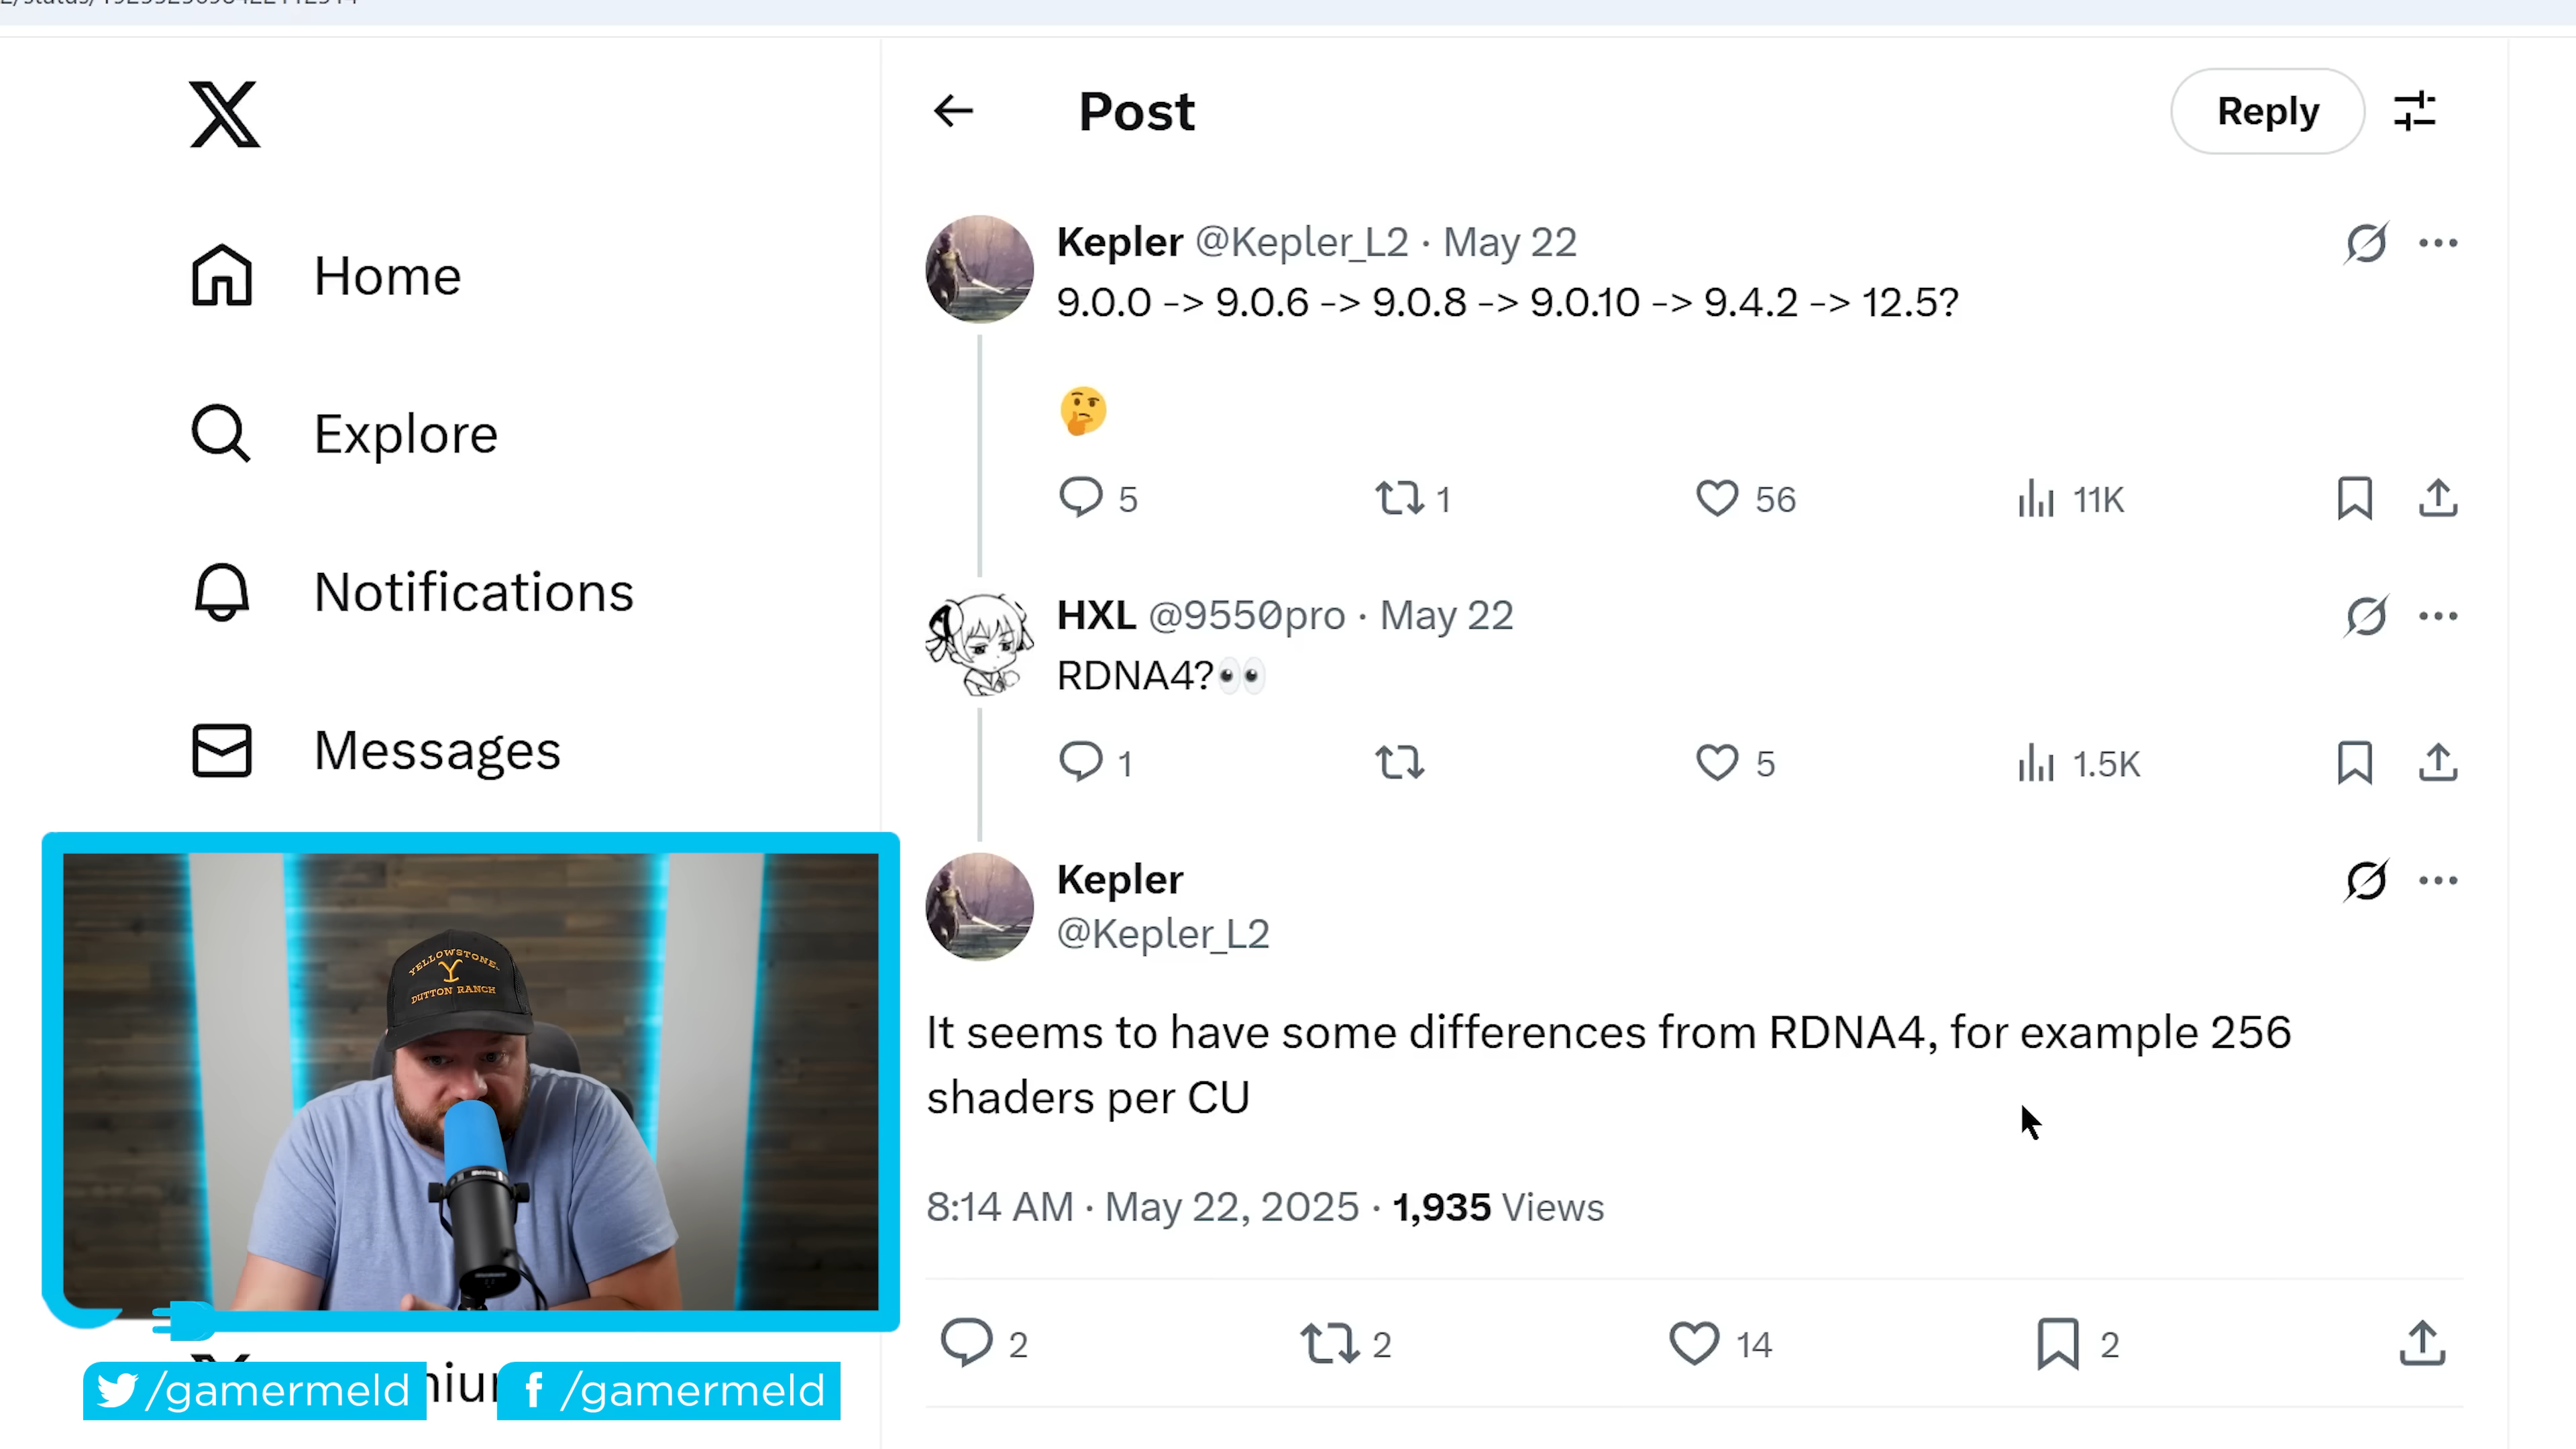 Post
Reply
Home
Explore
Notifications
Messages
Kepler @Kepler_L2 · May 22
9.0.0 -> 9.0.6 -> 9.0.8 -> 9.0.10 -> 9.4.2 -> 12.5?
🤔
5 1 56 11K
HXL @9550pro · May 22
RDNA4?👀
1 5 1.5K
Kepler
@Kepler_L2
It seems to have some differences from RDNA4, for example 256
shaders per CU
8:14 AM · May 22, 2025 · 1,935 Views
2 2 14 2
YELLOWSTONE
Y
DUTTON RANCH
/gamermeld
/gamermeld